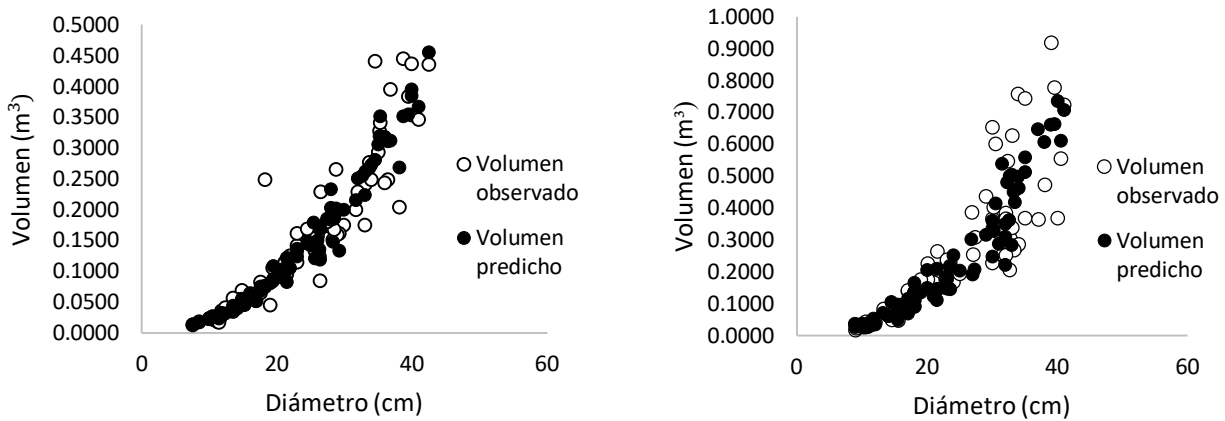 0.5000
0.4500
0.4000
0.3500
0.3000
0.2500
0.2000
0.1500
0.1000
0.0500
0.0000
Volumen (m³)
0 20 40 60
Diámetro (cm)
Volumen
observado
Volumen
predicho
1.0000
0.9000
0.8000
0.7000
0.6000
0.5000
0.4000
0.3000
0.2000
0.1000
0.0000
Volumen (m³)
0 20 40 60
Diámetro (cm)
Volumen
observado
Volumen
predicho